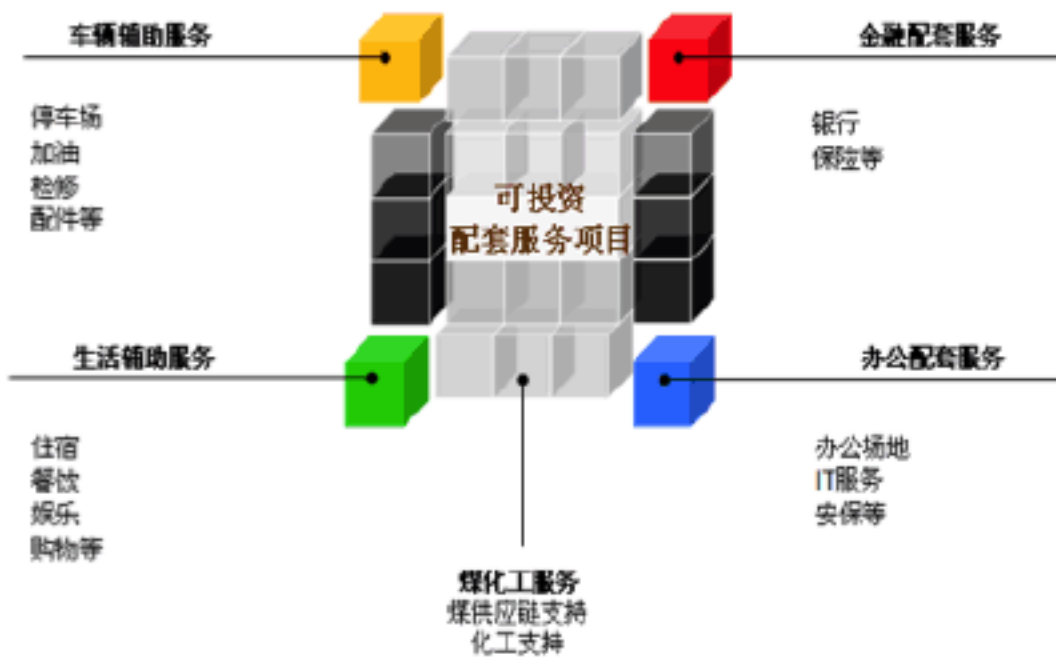 车辆辅助服务
停车场
加油
检修
配件等
金融配套服务
银行
保险等
可投资
配套服务项目
生活辅助服务
住宿
餐饮
娱乐
购物等
办公配套服务
办公场地
IT服务
安保等
煤化工服务
煤供应链支持
化工支持